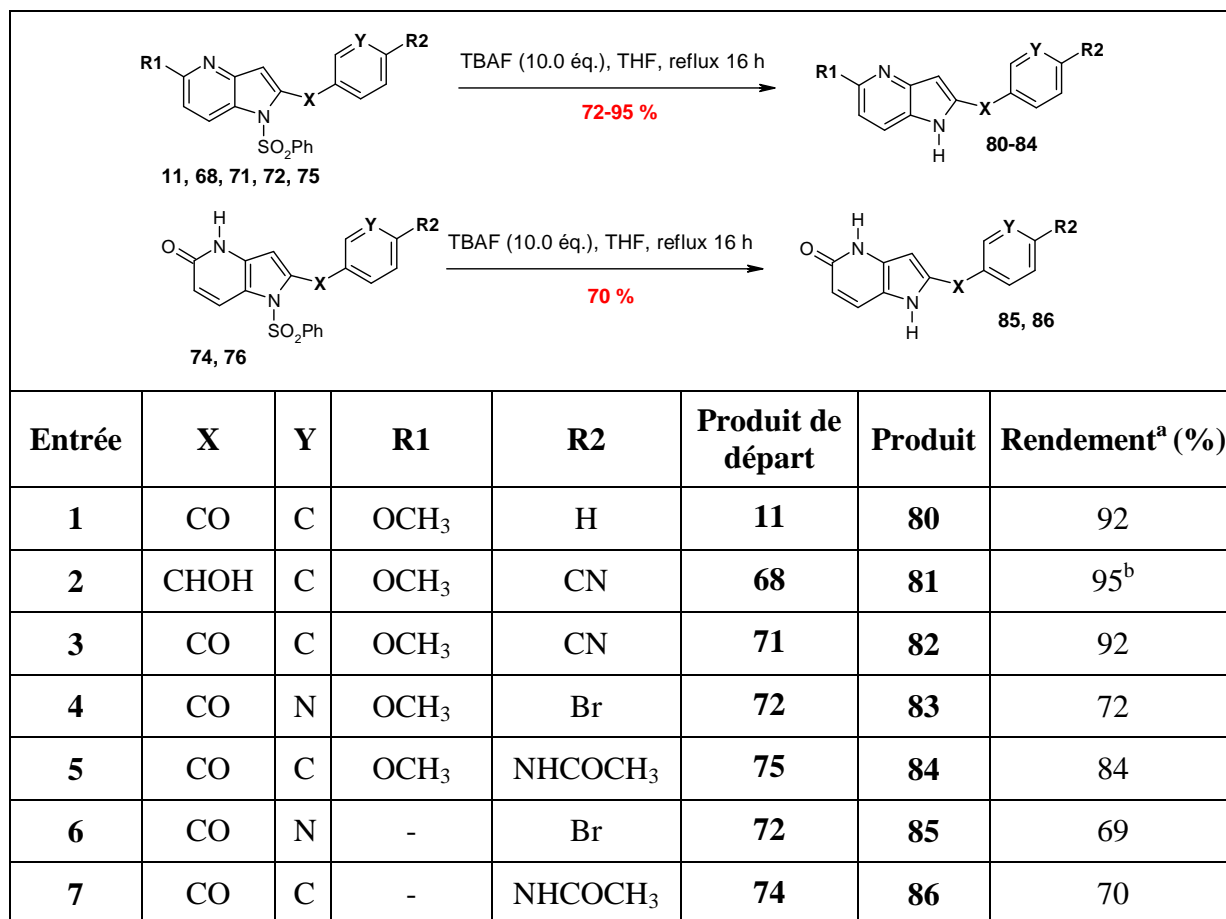 R1 N Y R2
X
N
SO₂Ph
11, 68, 71, 72, 75
TBAF (10.0 éq.), THF, reflux 16 h
72-95 %
R1 N Y R2
X
N
H
80-84
H
N
O Y R2
X
N
SO₂Ph
74, 76
TBAF (10.0 éq.), THF, reflux 16 h
70 %
H
N
O Y R2
X
N
H
85, 86
Entrée X Y R1 R2 Produit de départ Produit Rendementᵃ (%)
1 CO C OCH₃ H 11 80 92
2 CHOH C OCH₃ CN 68 81 95ᵇ
3 CO C OCH₃ CN 71 82 92
4 CO N OCH₃ Br 72 83 72
5 CO C OCH₃ NHCOCH₃ 75 84 84
6 CO N - Br 72 85 69
7 CO C - NHCOCH₃ 74 86 70